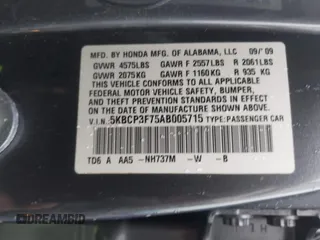 MFD. BY HONDA MFG. OF ALABAMA, LLC 09/'09
GVWR 4575LBS GAWR F 2557LBS R 2061LBS
GVWR 2075KG GAWR F 1160KG R 935 KG
THIS VEHICLE CONFORMS TO ALL APPLICABLE
FEDERAL MOTOR VEHICLE SAFETY, BUMPER,
AND THEFT PREVENTION STANDARDS IN EFFECT
ON THE DATE OF MANUFACTURE SHOWN ABOVE.
V.I.N: 5KBCP3F75AB005715 TYPE: PASSENGER CAR
TD6 A AA5 -NH737M -W -B
DREAMBID